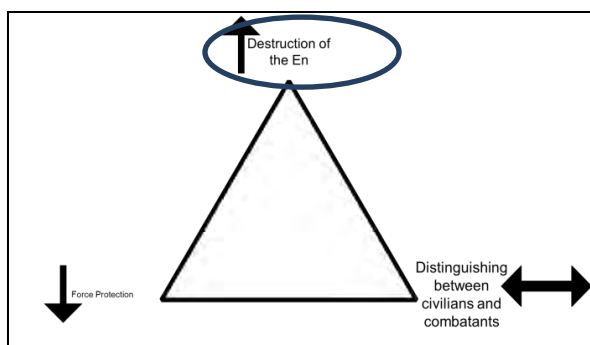 Destruction of
the En
Force Protection
Distinguishing
between
civilians and
combatants